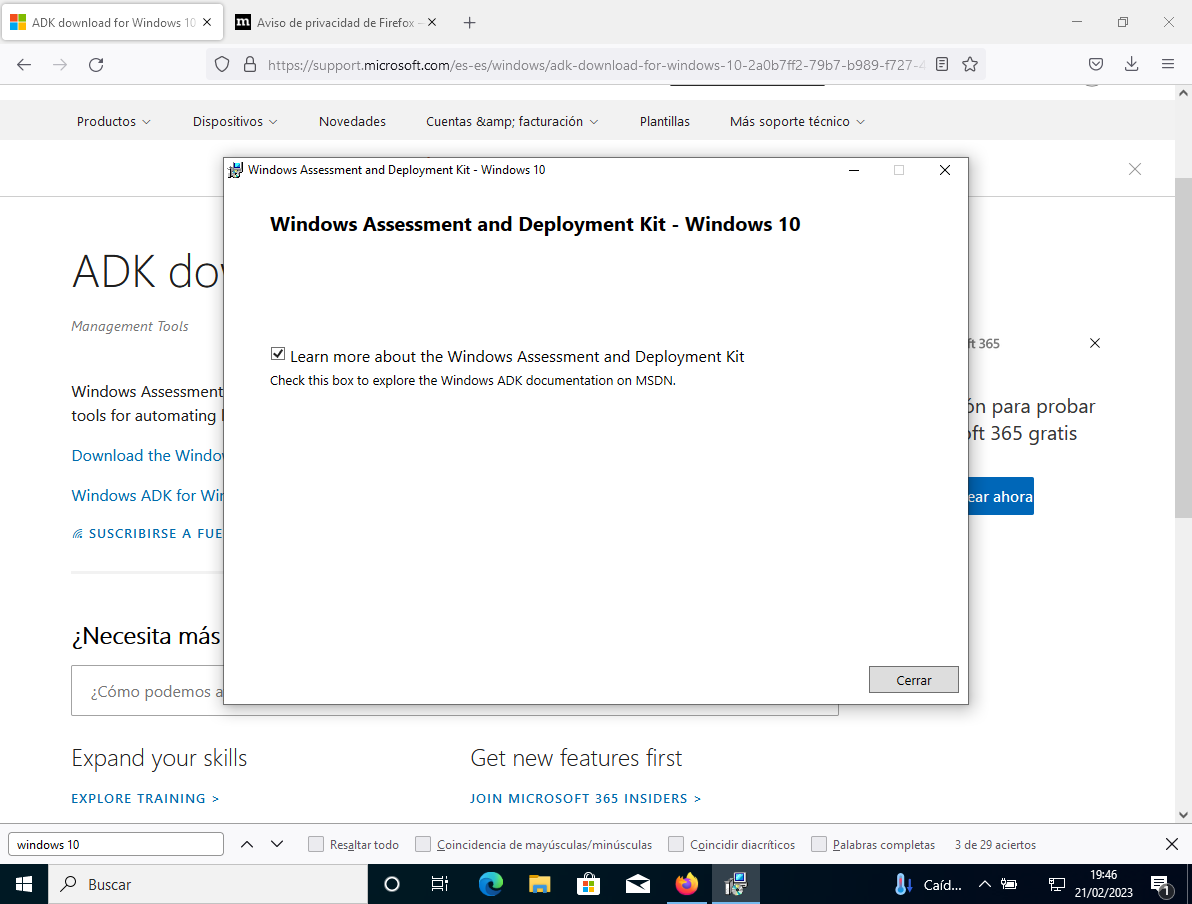 ADK download for Windows 10
Aviso de privacidad de Firefox
https://support.microsoft.com/es-es/windows/adk-download-for-windows-10-2a0b7ff2-79b7-b989-f727-4
Productos
Dispositivos
Novedades
Cuentas &amp; facturación
Plantillas
Más soporte técnico
Windows Assessment and Deployment Kit - Windows 10
Windows Assessment and Deployment Kit - Windows 10
ADK do
Management Tools
ft 365
Learn more about the Windows Assessment and Deployment Kit
Check this box to explore the Windows ADK documentation on MSDN.
Windows Assessment
tools for automating
ón para probar
oft 365 gratis
Download the Windo
Windows ADK for Wi
ear ahora
SUSCRIBIRSE A FUE
¿Necesita más
¿Cómo podemos a
Cerrar
Expand your skills
Get new features first
EXPLORE TRAINING >
JOIN MICROSOFT 365 INSIDERS >
windows 10
Resaltar todo
Coincidencia de mayúsculas/minúsculas
Coincidir diacríticos
Palabras completas
3 de 29 aciertos
Buscar
Caíd...
19:46
21/02/2023
1